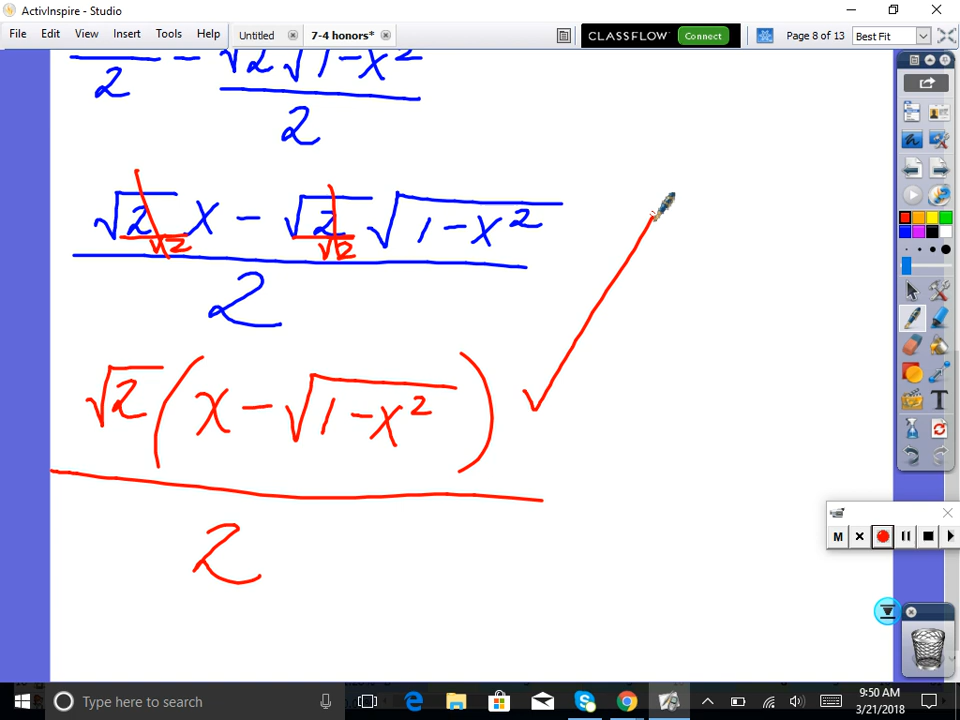 ActivInspire - Studio
File Edit View Insert Tools Help Untitled 7-4 honors* CLASSFLOW Connect Page 8 of 13 Best Fit
2 - √2√1-x²
2
√2 x - √2 √1-x²
√2 √2
2
√2 (x - √1-x²)
2
M
Type here to search
9:50 AM
3/21/2018